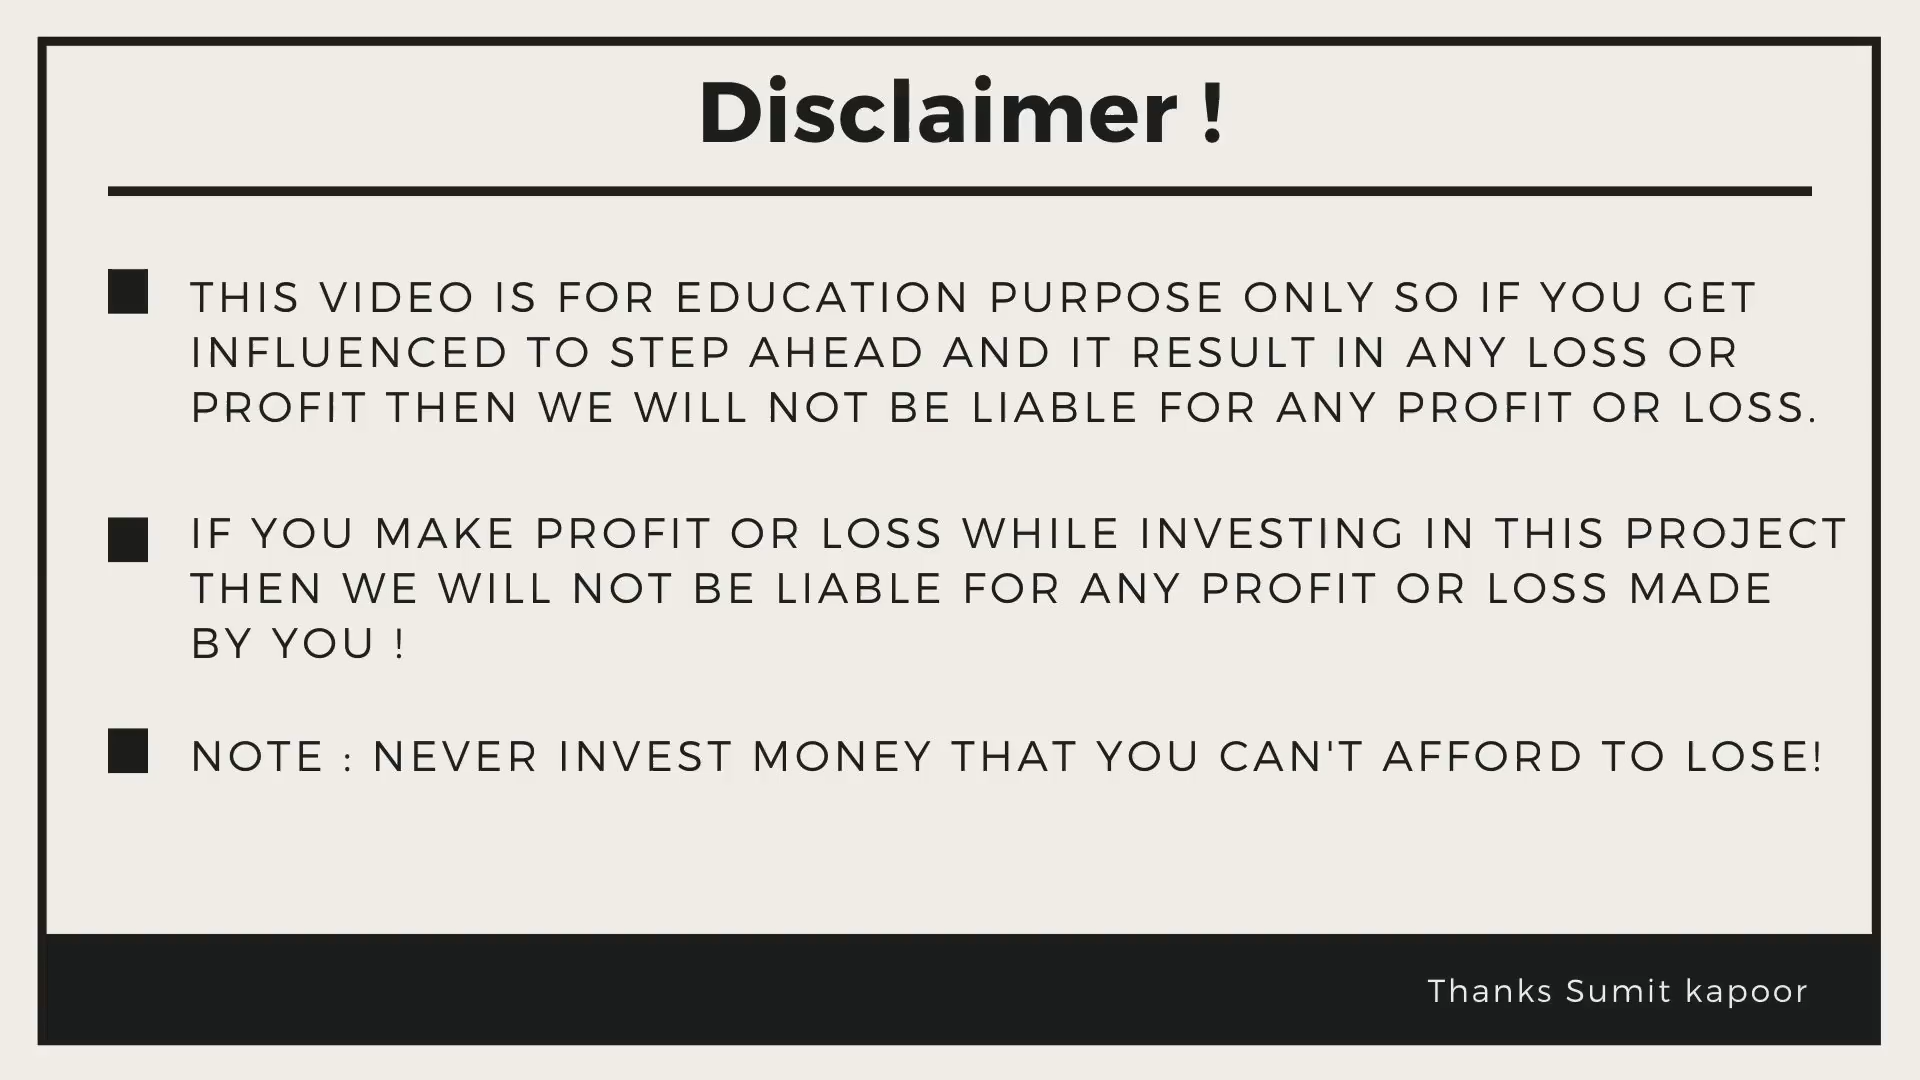 Disclaimer !
THIS VIDEO IS FOR EDUCATION PURPOSE ONLY SO IF YOU GET
INFLUENCED TO STEP AHEAD AND IT RESULT IN ANY LOSS OR
PROFIT THEN WE WILL NOT BE LIABLE FOR ANY PROFIT OR LOSS.
IF YOU MAKE PROFIT OR LOSS WHILE INVESTING IN THIS PROJECT
THEN WE WILL NOT BE LIABLE FOR ANY PROFIT OR LOSS MADE
BY YOU !
NOTE : NEVER INVEST MONEY THAT YOU CAN'T AFFORD TO LOSE!
Thanks Sumit kapoor